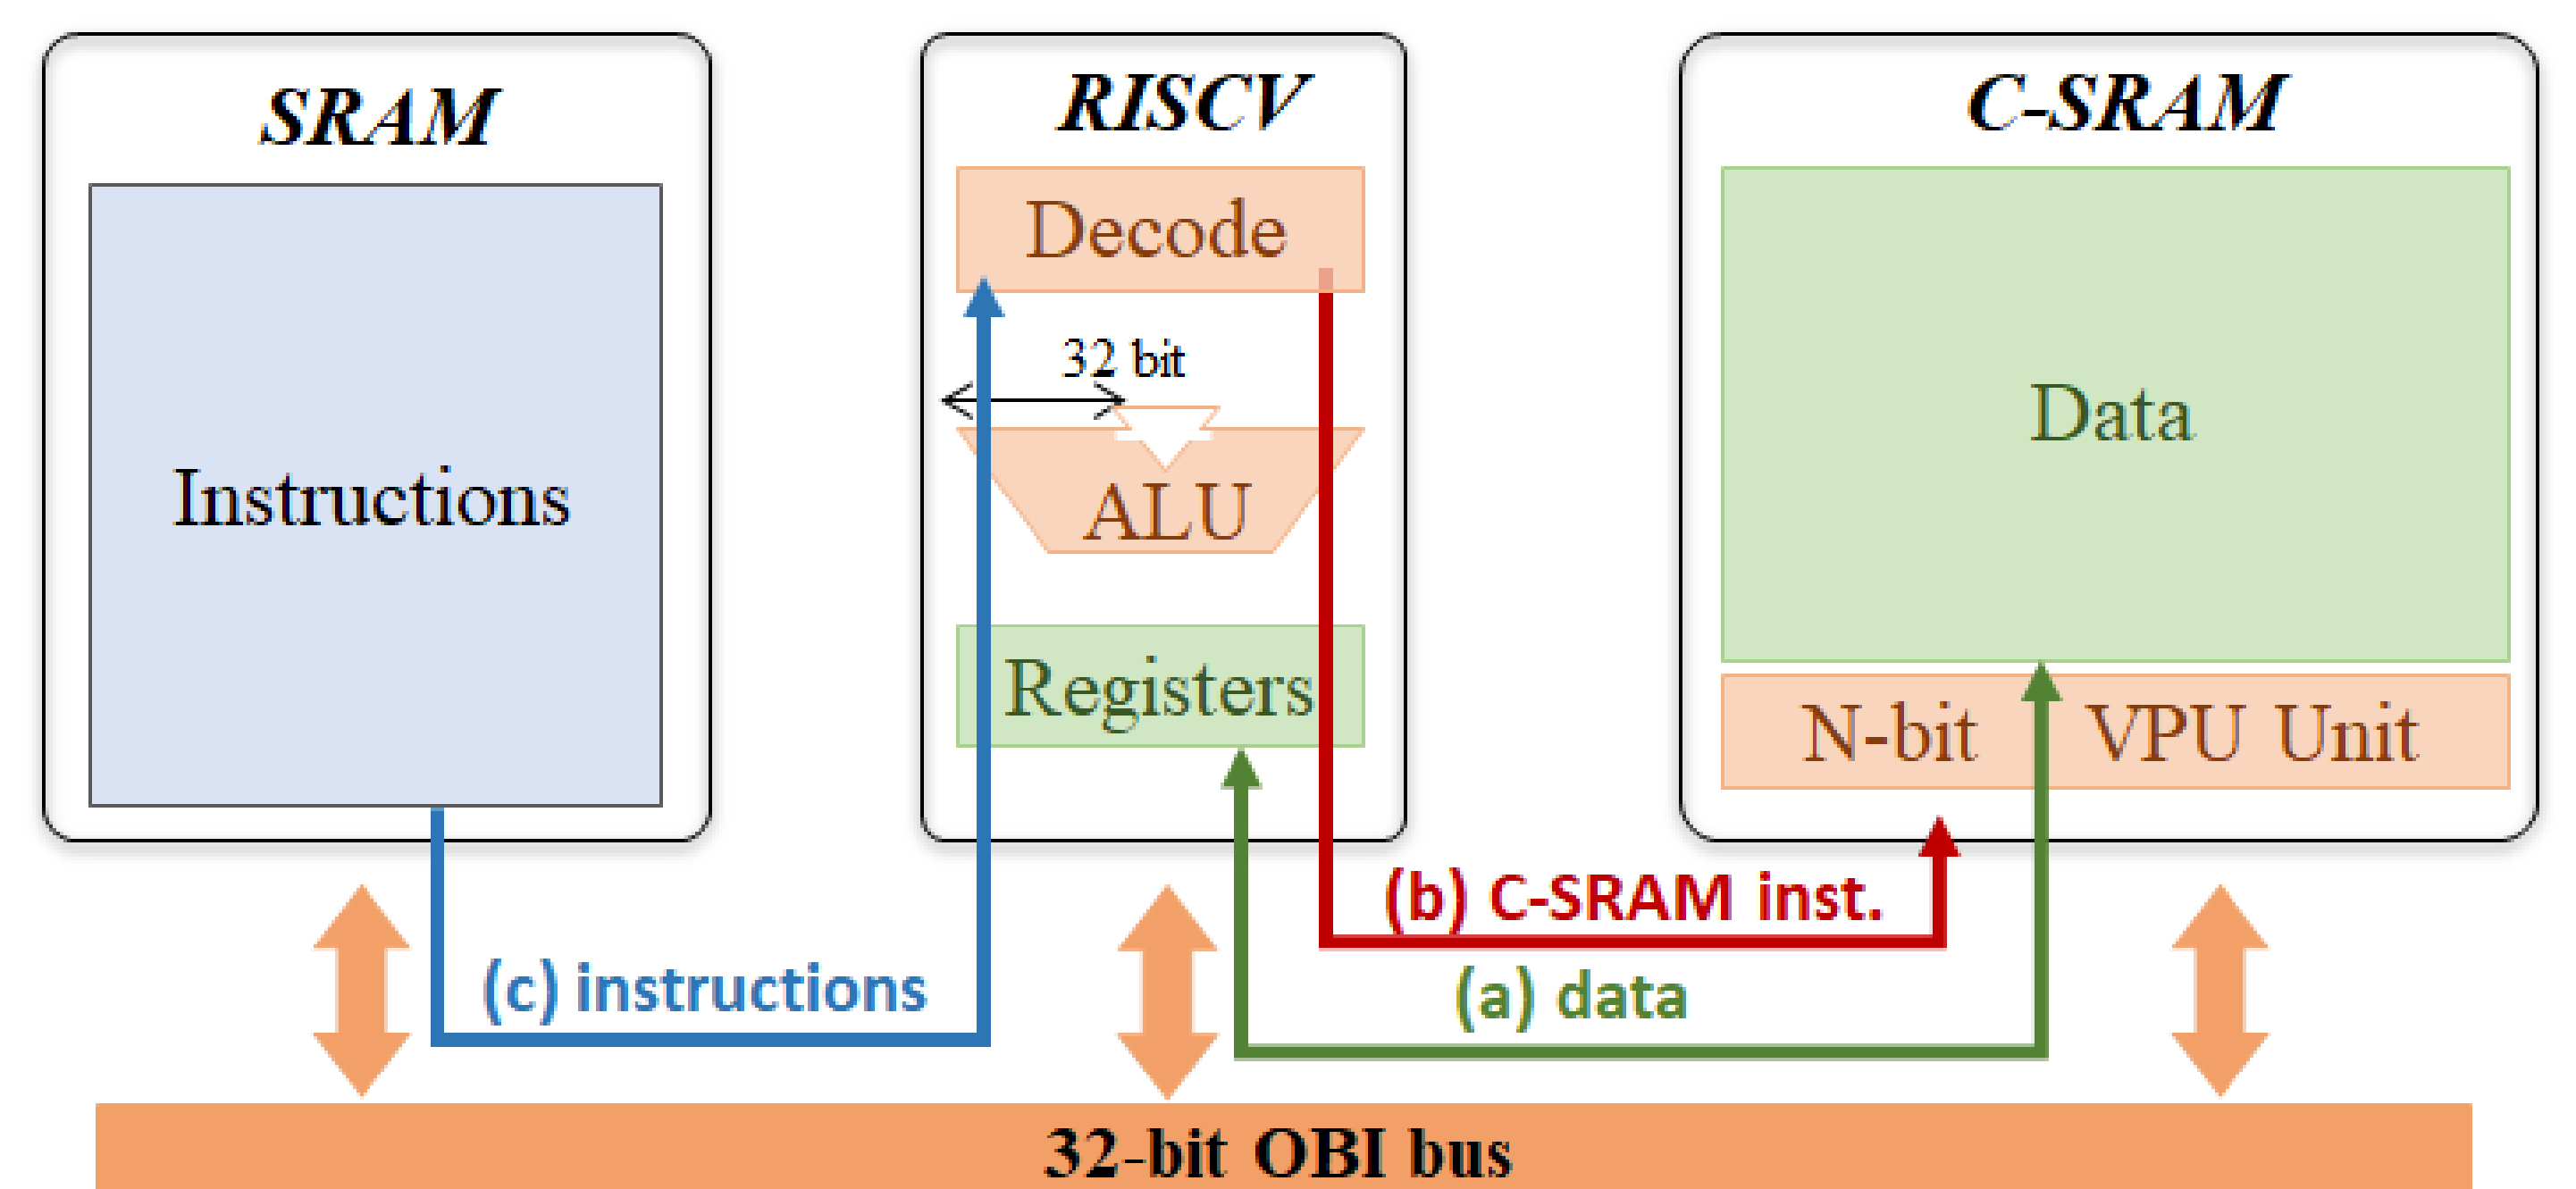 SRAM
Instructions
RISCV
Decode
32 bit
ALU
Registers
C-SRAM
Data
N-bit VPU Unit
(b) C-SRAM inst.
(c) instructions
(a) data
32-bit OBI bus